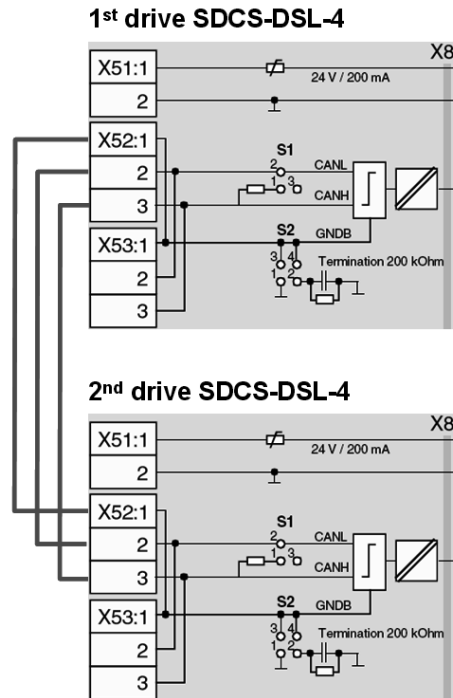 1st drive SDCS-DSL-4
X8
X51:1
24 V / 200 mA
2
X52:1
S1
2
CANL
2
1 3
CANH
3
X53:1
S2
GNDB
3 4
Termination 200 kOhm
2
1 2
3
2nd drive SDCS-DSL-4
X8
X51:1
24 V / 200 mA
2
X52:1
S1
2
CANL
2
1 3
CANH
3
X53:1
S2
GNDB
3 4
Termination 200 kOhm
2
1 2
3